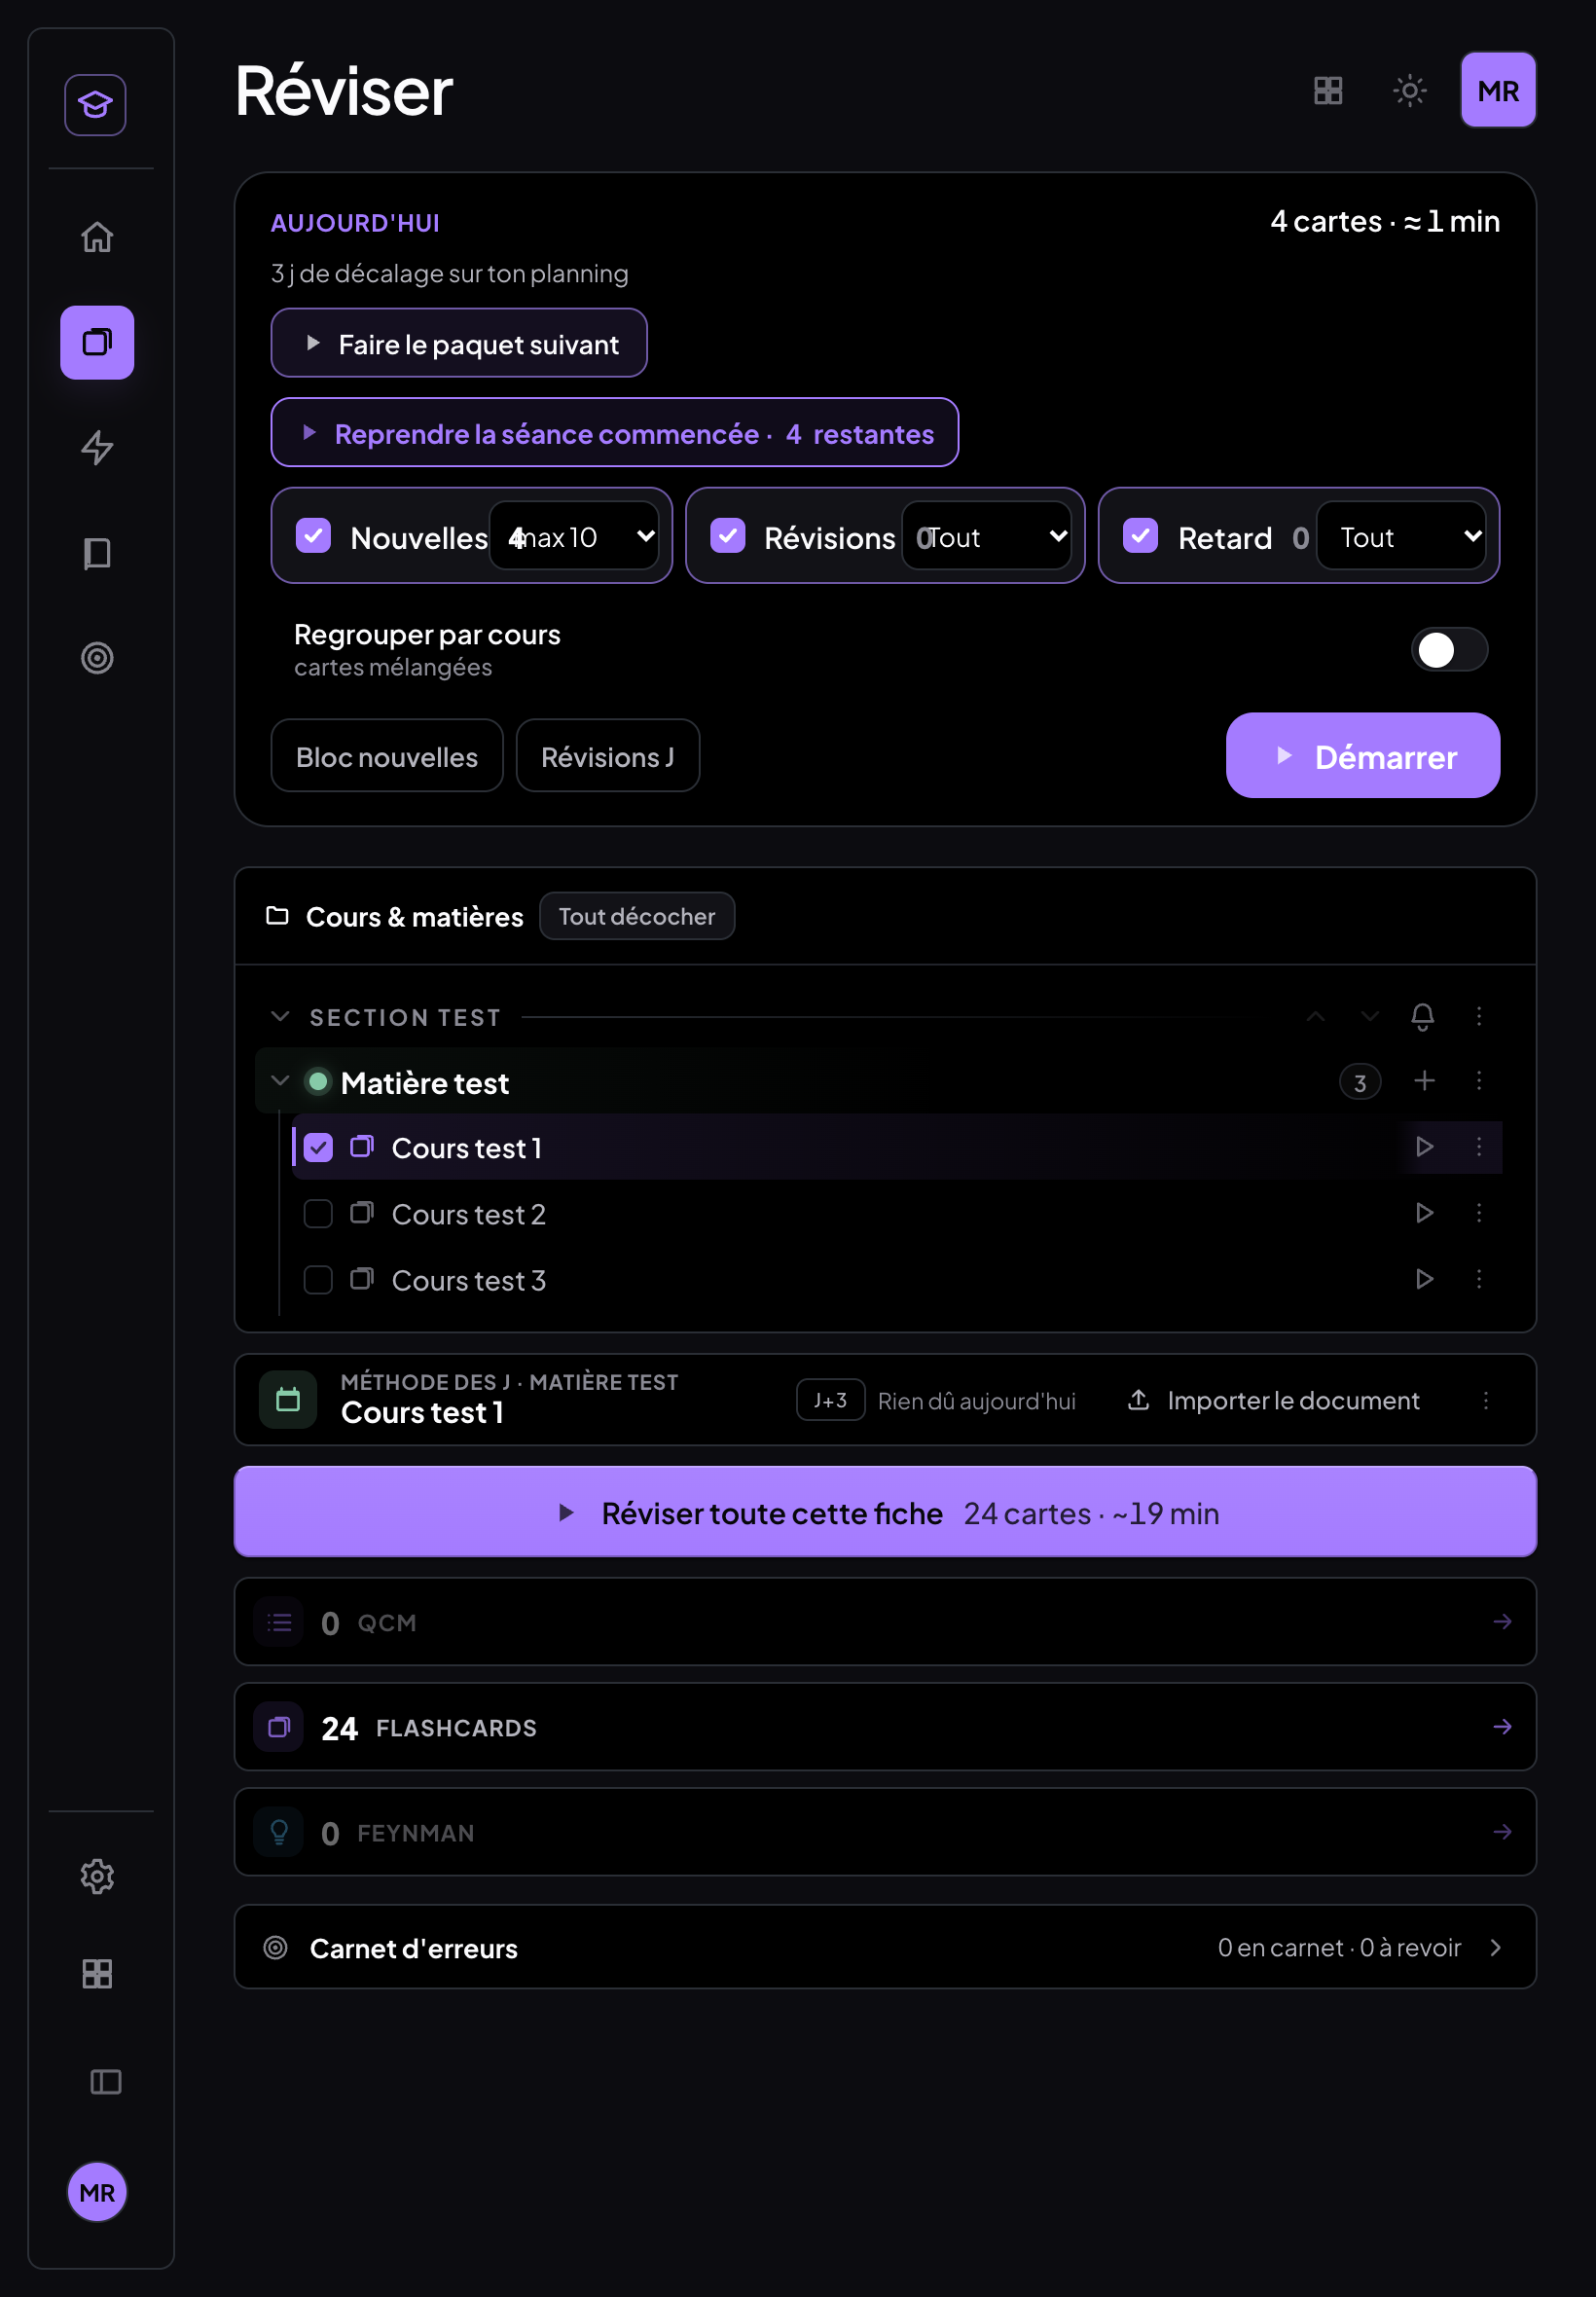 Réviser
MR
AUJOURD'HUI
4 cartes · ≈ 1 min
3 j de décalage sur ton planning
Faire le paquet suivant
Reprendre la séance commencée · 4 restantes
Nouvelles 4 max 10
Révisions 0 Tout
Retard 0 Tout
Regrouper par cours
cartes mélangées
Bloc nouvelles
Révisions J
Démarrer
Cours & matières
Tout décocher
SECTION TEST
Matière test
3
Cours test 1
Cours test 2
Cours test 3
MÉTHODE DES J · MATIÈRE TEST
Cours test 1
J+3
Rien dû aujourd'hui
Importer le document
Réviser toute cette fiche 24 cartes · ~19 min
0 QCM
24 FLASHCARDS
0 FEYNMAN
Carnet d'erreurs
0 en carnet · 0 à revoir
MR